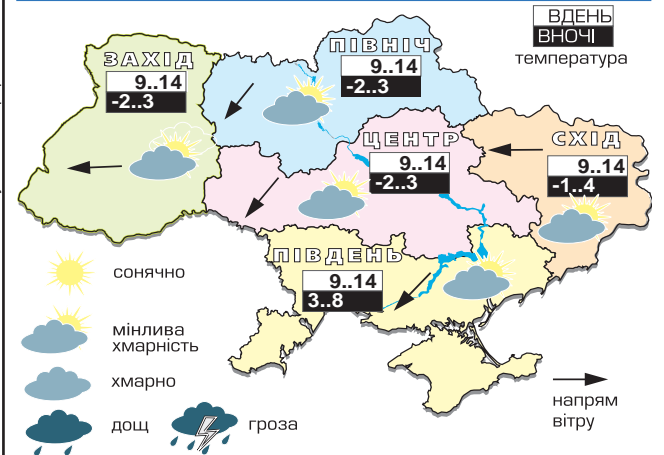 ВДЕНЬ
ВНОЧІ
температура
ЗАХІД
9..14
-2..3
ПІВНІЧ
9..14
-2..3
ЦЕНТР
9..14
-2..3
СХІД
9..14
-1..4
ПІВДЕНЬ
9..14
3..8
сонячно
мінлива
хмарність
хмарно
дощ
гроза
напрям
вітру